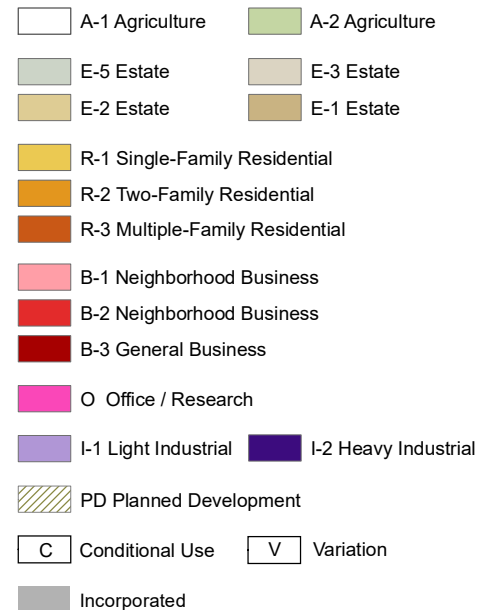 A-1 Agriculture A-2 Agriculture
E-5 Estate E-3 Estate
E-2 Estate E-1 Estate
R-1 Single-Family Residential
R-2 Two-Family Residential
R-3 Multiple-Family Residential
B-1 Neighborhood Business
B-2 Neighborhood Business
B-3 General Business
O Office / Research
I-1 Light Industrial I-2 Heavy Industrial
PD Planned Development
C Conditional Use V Variation
Incorporated